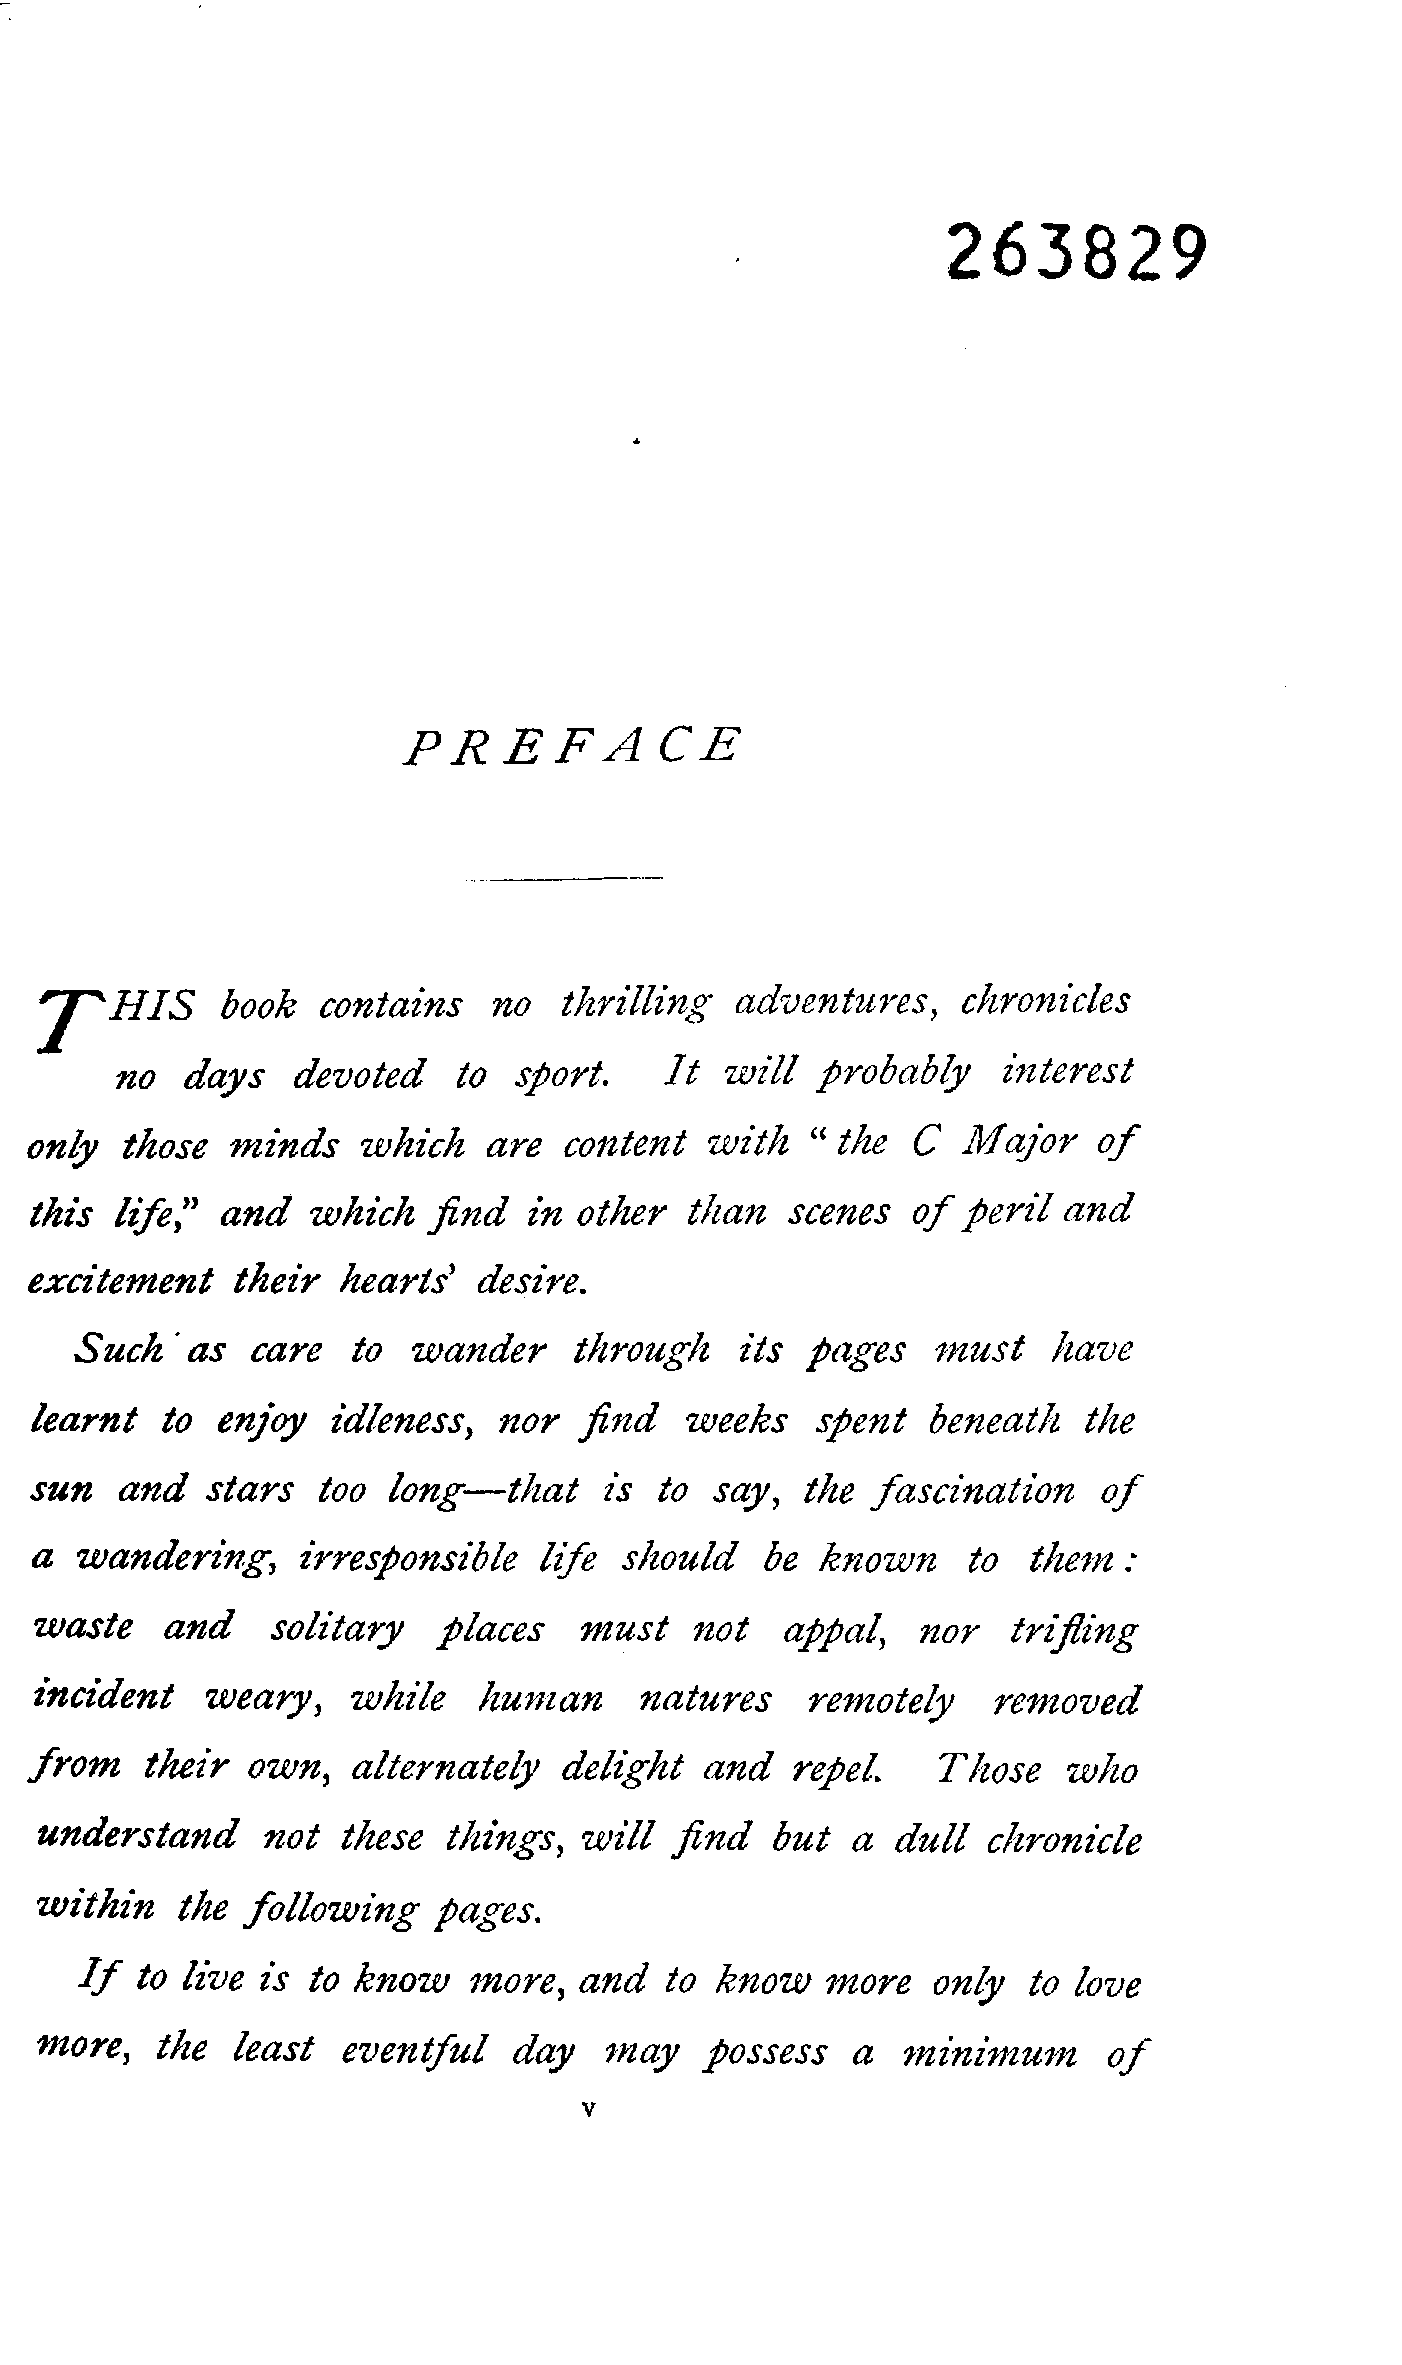 263829
PREFACE
THIS book contains no thrilling adventures, chronicles
no days devoted to sport. It will probably interest
only those minds which are content with “the C Major of
this life,” and which find in other than scenes of peril and
excitement their hearts’ desire.
Such as care to wander through its pages must have
learnt to enjoy idleness, nor find weeks spent beneath the
sun and stars too long—that is to say, the fascination of
a wandering, irresponsible life should be known to them :
waste and solitary places must not appal, nor trifling
incident weary, while human natures remotely removed
from their own, alternately delight and repel. Those who
understand not these things, will find but a dull chronicle
within the following pages.
If to live is to know more, and to know more only to love
more, the least eventful day may possess a minimum of
v